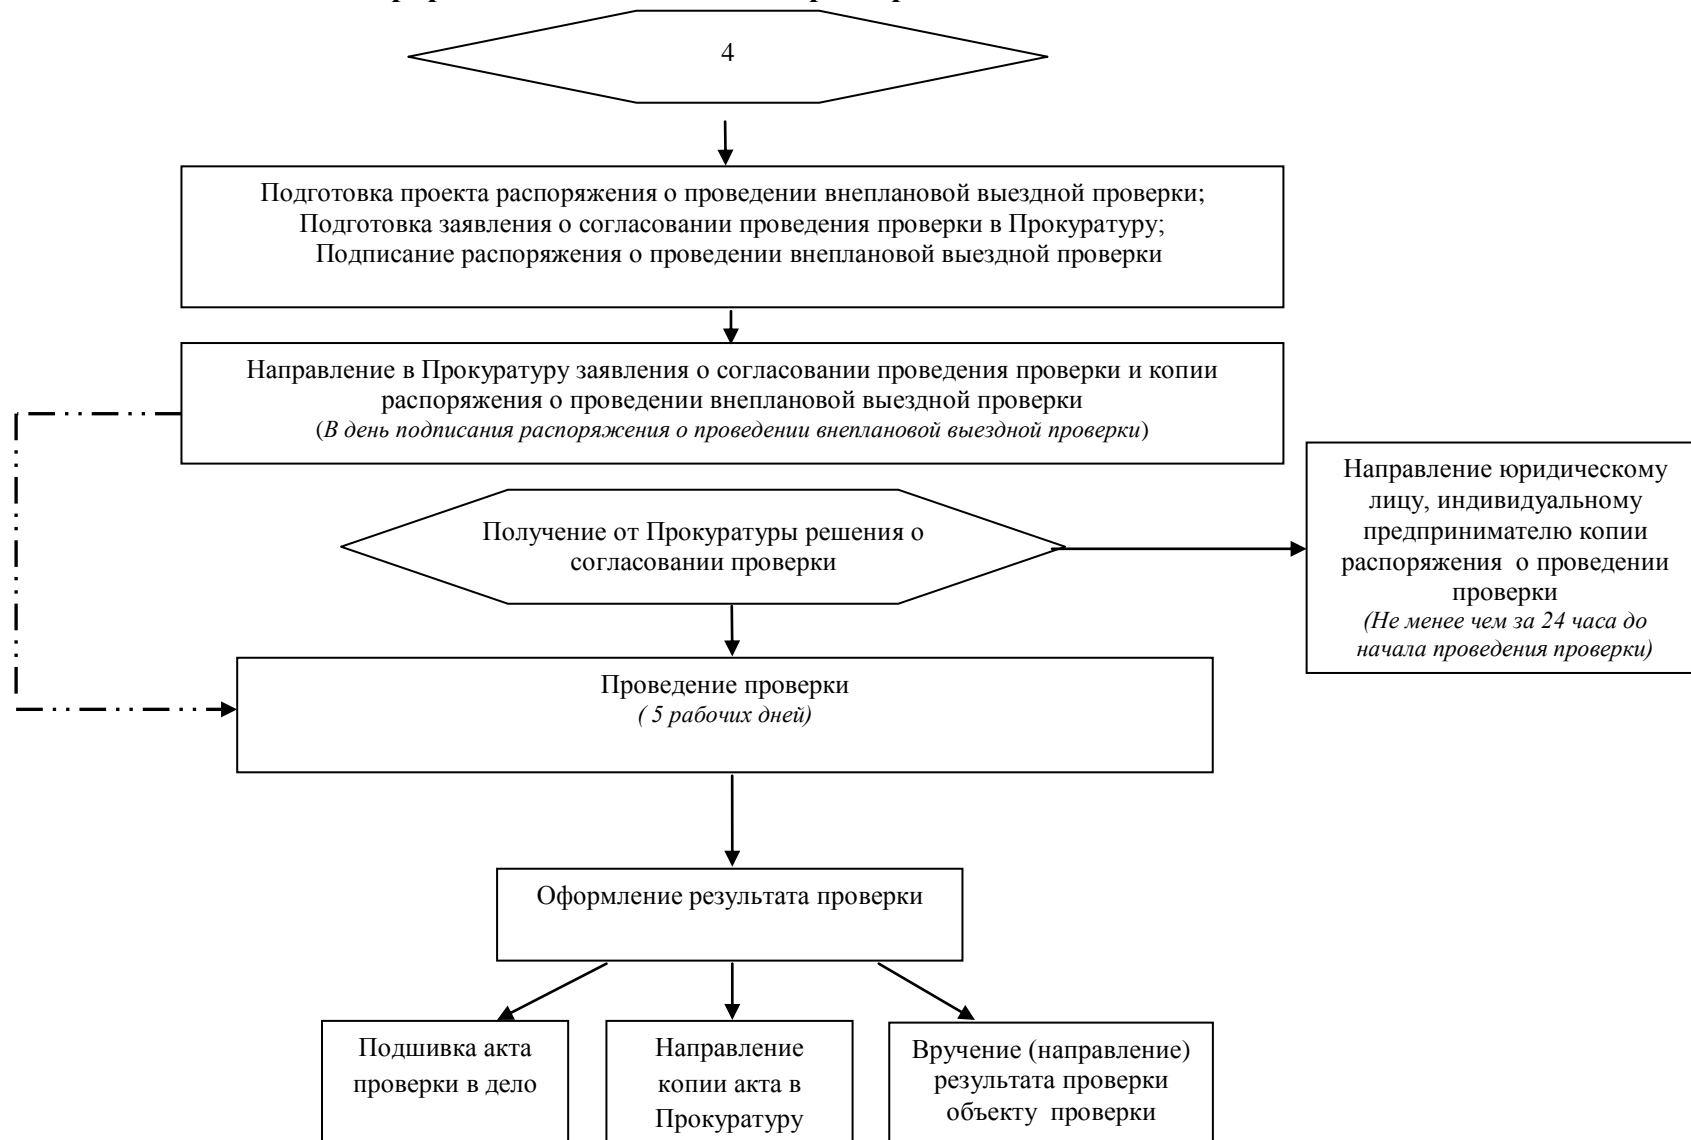 4
Подготовка проекта распоряжения о проведении внеплановой выездной проверки;
Подготовка заявления о согласовании проведения проверки в Прокуратуру;
Подписание распоряжения о проведении внеплановой выездной проверки
Направление в Прокуратуру заявления о согласовании проведения проверки и копии
распоряжения о проведении внеплановой выездной проверки
(В день подписания распоряжения о проведении внеплановой выездной проверки)
Получение от Прокуратуры решения о
согласовании проверки
Направление юридическому
лицу, индивидуальному
предпринимателю копии
распоряжения о проведении
проверки
(Не менее чем за 24 часа до
начала проведения проверки)
Проведение проверки
( 5 рабочих дней)
Оформление результата проверки
Подшивка акта
проверки в дело
Направление
копии акта в
Прокуратуру
Вручение (направление)
результата проверки
объекту проверки